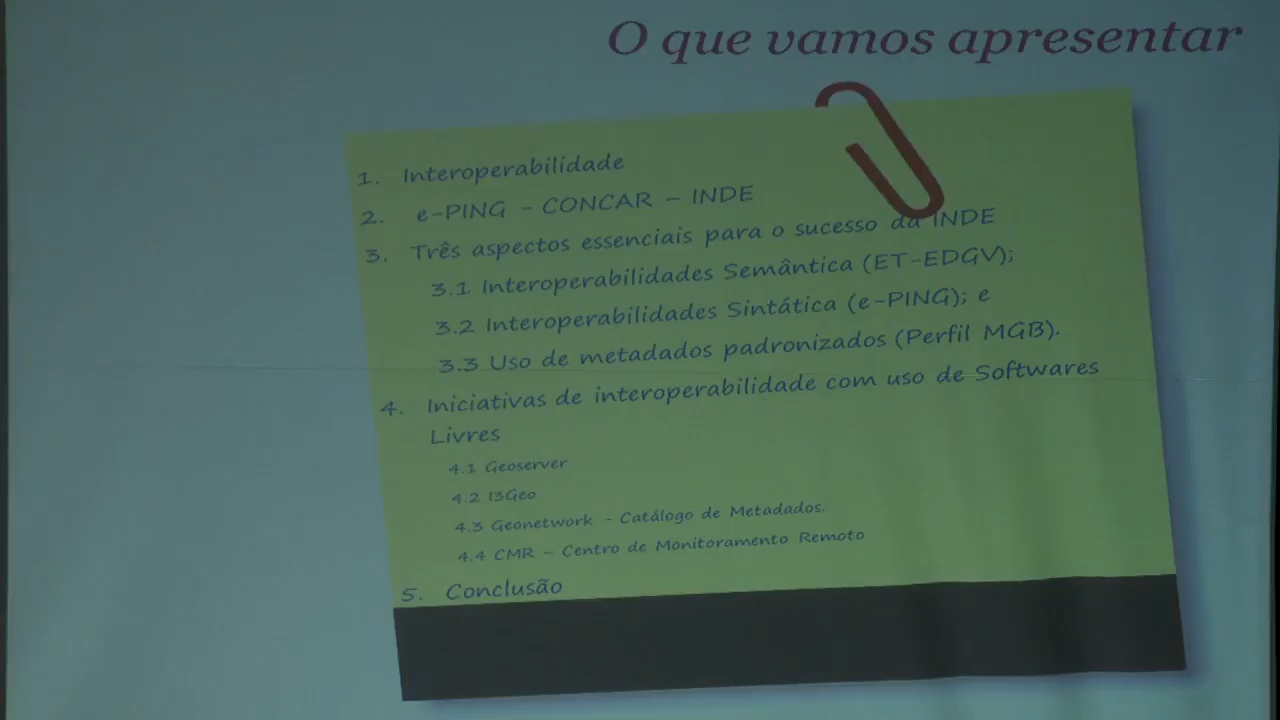 O que vamos apresentar
1. Interoperabilidade
2. e-PING - CONCAR – INDE
3. Três aspectos essenciais para o sucesso da INDE
3.1 Interoperabilidades Semântica (ET-EDGV);
3.2 Interoperabilidades Sintática (e-PING); e
3.3 Uso de metadados padronizados (Perfil MGB).
4. Iniciativas de interoperabilidade com uso de Softwares
Livres
4.1 Geoserver
4.2 I3Geo
4.3 Geonetwork - Catálogo de Metadados.
4.4 CMR – Centro de Monitoramento Remoto
5. Conclusão